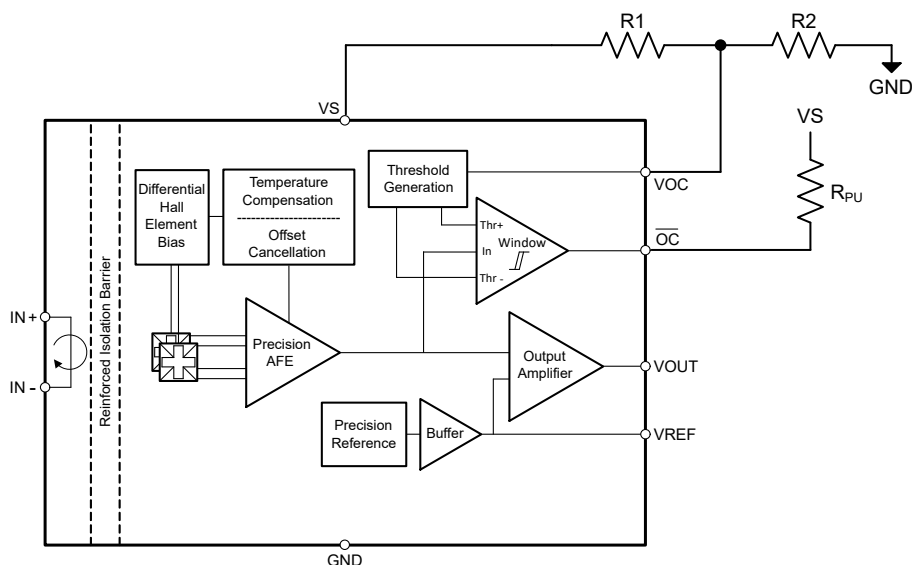 R1
R2
GND
VS
VS
R_PU
Differential
Hall
Element
Bias
Temperature
Compensation
Offset
Cancellation
Threshold
Generation
VOC
Thr+
Window
In
Thr -
OC
IN +
IN -
Reinforced Isolation Barrier
Precision
AFE
Output
Amplifier
VOUT
Precision
Reference
Buffer
VREF
GND